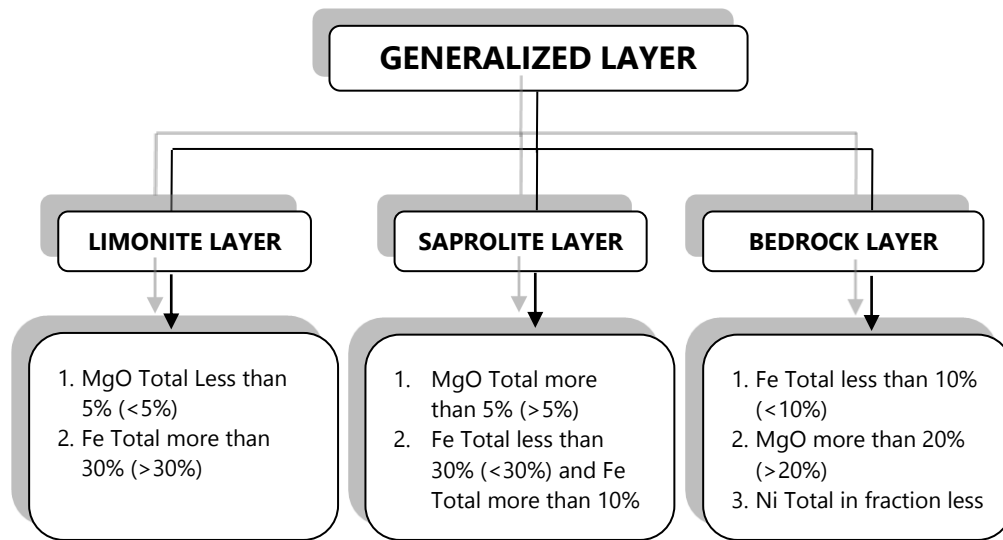 GENERALIZED LAYER
LIMONITE LAYER
1. MgO Total Less than
5% (<5%)
2. Fe Total more than
30% (>30%)
SAPROLITE LAYER
1. MgO Total more
than 5% (>5%)
2. Fe Total less than
30% (<30%) and Fe
Total more than 10%
BEDROCK LAYER
1. Fe Total less than 10%
(<10%)
2. MgO more than 20%
(>20%)
3. Ni Total in fraction less